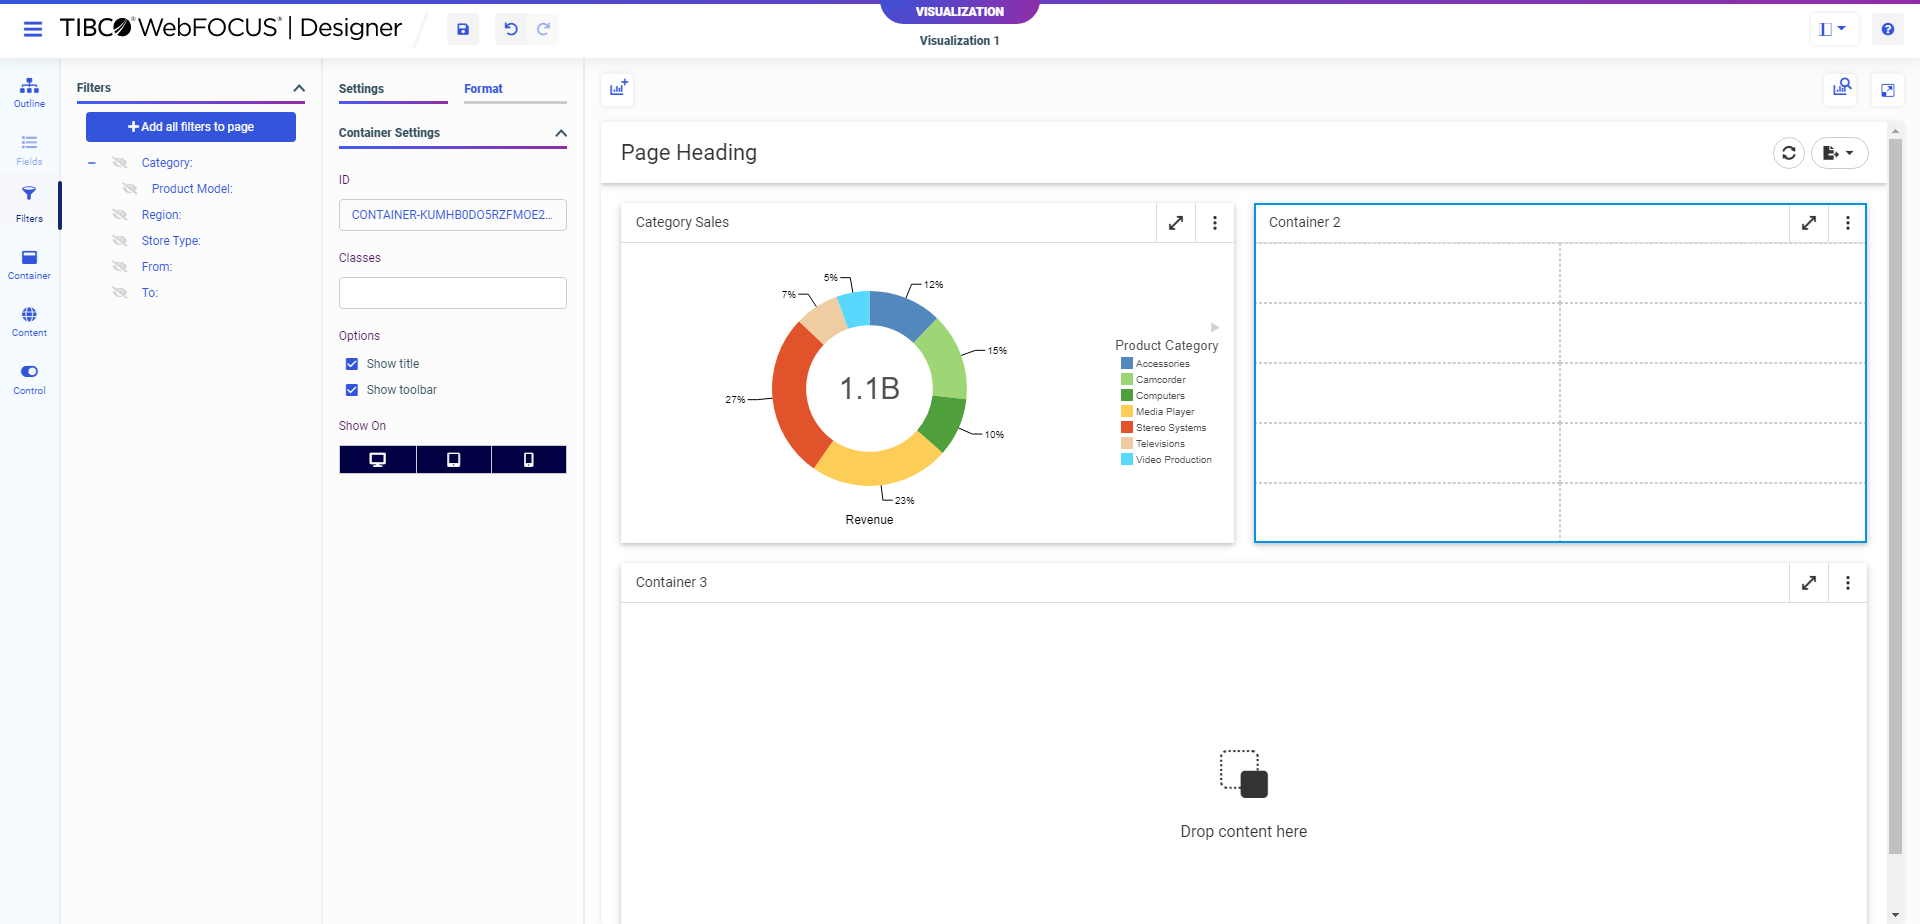 VISUALIZATION
TIBCO® WebFOCUS® | Designer
Visualization 1
Outline
Fields
Filters
Container
Content
Control
Filters
Add all filters to page
Category:
Product Model:
Region:
Store Type:
From:
To:
Settings
Format
Container Settings
ID
CONTAINER-KUMHB0DO5RZFMOE2...
Classes
Options
Show title
Show toolbar
Show On
Page Heading
Category Sales
5%
12%
7%
15%
27%
1.1B
10%
23%
Revenue
Product Category
Accessories
Camcorder
Computers
Media Player
Stereo Systems
Televisions
Video Production
Container 2
Container 3
Drop content here